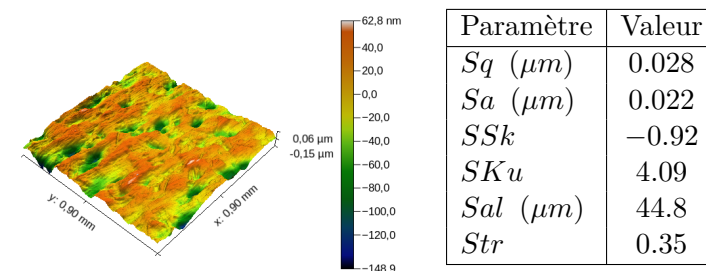 62,8 nm
40,0
20,0
0,0
−20,0
−40,0
−60,0
−80,0
−100,0
−120,0
−148,9
0,06 µm
-0,15 µm
y: 0,90 mm
x: 0,90 mm
Paramètre Valeur
Sq (µm) 0.028
Sa (µm) 0.022
SSk −0.92
SKu 4.09
Sal (µm) 44.8
Str 0.35